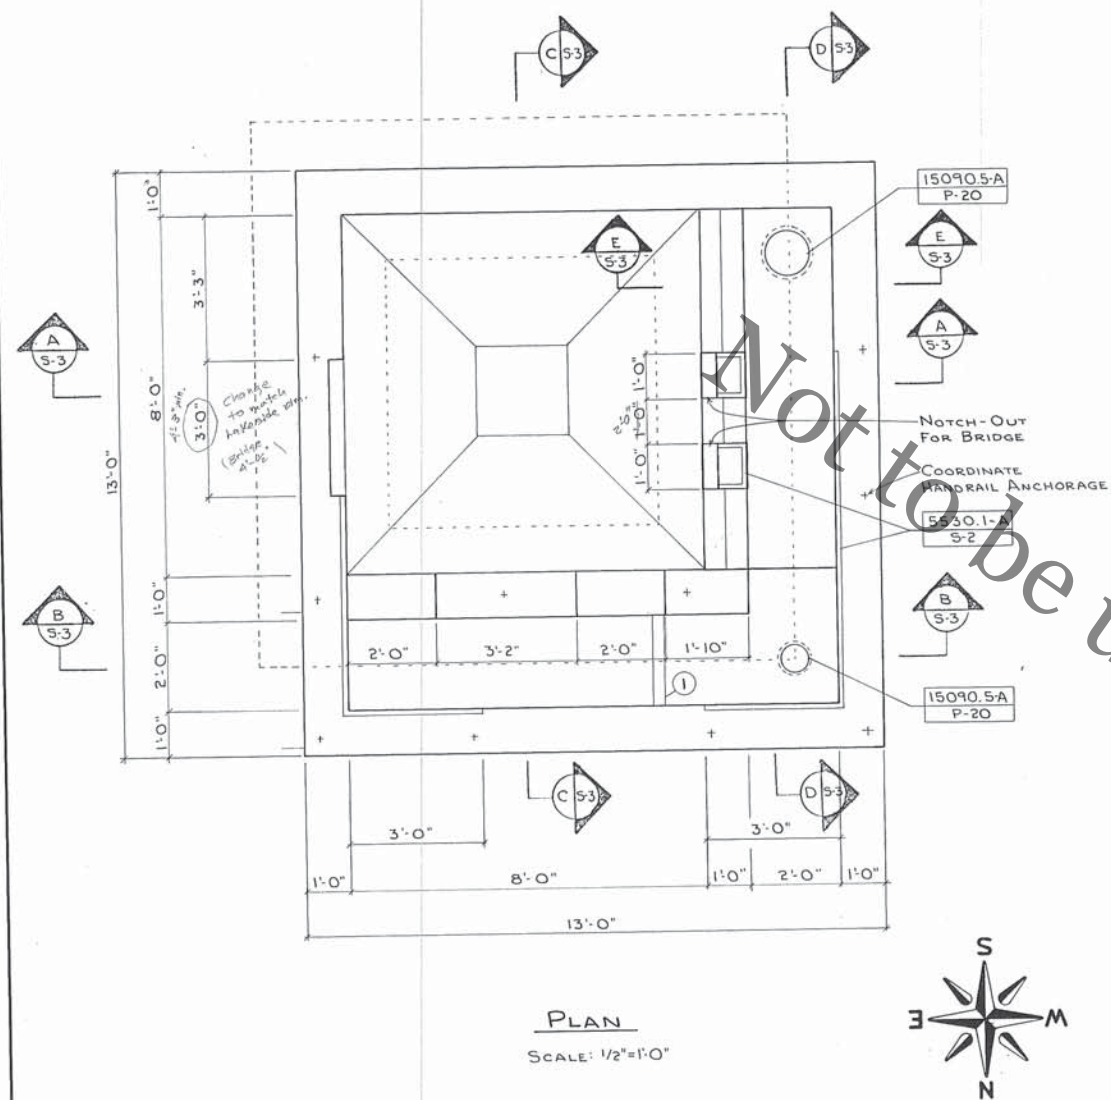 C S-3
D S-3
15090.5-A
P-20
1'-0"
E
S-3
E
S-3
3'-3"
A
S-3
A
S-3
8'-0"
13'-0"
3'-0"
Change
to match
Lakeside
(Bridge
1'-0"
1'-0"
1'-0"
2'-0"
NOTCH-OUT
FOR BRIDGE
COORDINATE
HANDRAIL ANCHORAGE
5530.1-A
S-2
Not to be
B
S-3
B
S-3
1'-0"
2'-0"
1'-0"
2'-0" 3'-2" 2'-0" 1'-10"
1
15090.5-A
P-20
C S-3
D S-3
3'-0" 3'-0"
1'-0" 8'-0" 1'-0" 2'-0" 1'-0"
13'-0"
PLAN
SCALE: 1/2"=1'-0"
S
E W
N